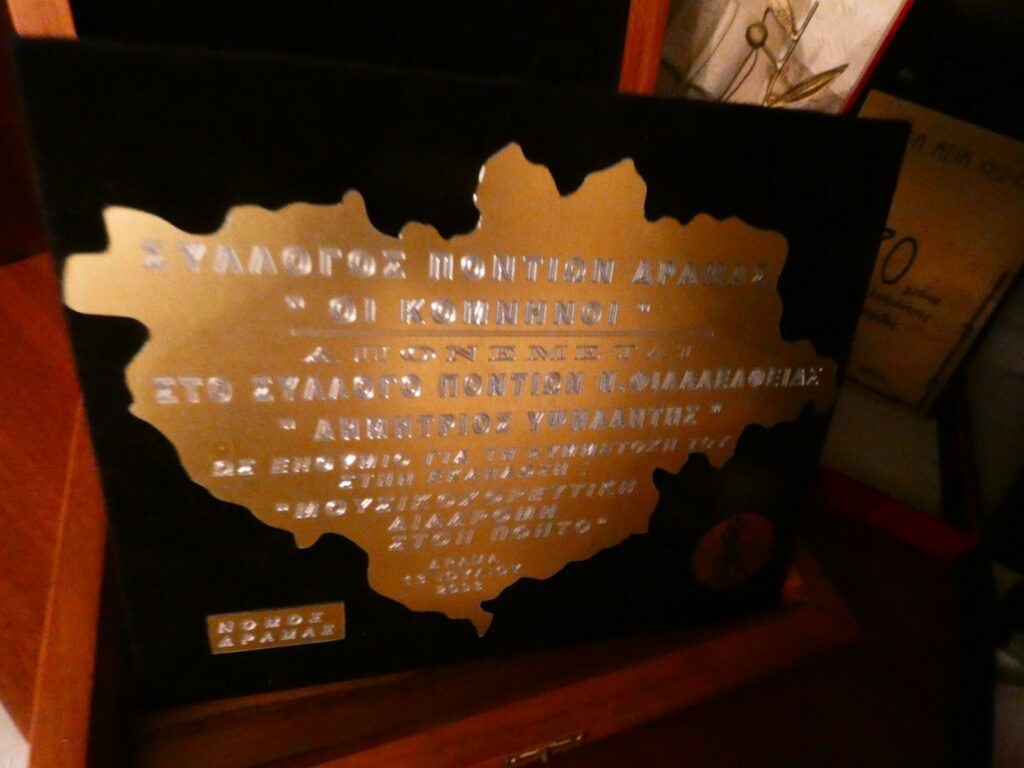 ΣΥΛΛΟΓΟΣ ΠΟΝΤΙΩΝ ΔΡΑΜΑΣ
" ΟΙ ΚΟΜΝΗΝΟΙ "
ΑΠΟΝΕΜΕΤΑΙ
ΣΤΟ ΣΥΛΛΟΓΟ ΠΟΝΤΙΩΝ Ν.ΦΙΛΑΔΕΛΦΕΙΑΣ
" ΔΗΜΗΤΡΙΟΣ ΥΨΗΛΑΝΤΗΣ "
ΩΣ ΕΝΘΥΜΙΟ ΓΙΑ ΤΗ ΣΥΜΜΕΤΟΧΗ ΤΟΥ
ΣΤΗΝ ΕΚΔΗΛΩΣΗ :
"ΜΟΥΣΙΚΟΧΟΡΕΥΤΙΚΗ
ΔΙΑΔΡΟΜΗ
ΣΤΟΝ ΠΟΝΤΟ"
ΔΡΑΜΑ
ΙΟΥΛΙΟΥ
ΝΟΜΟΣ
ΔΡΑΜΑΣ